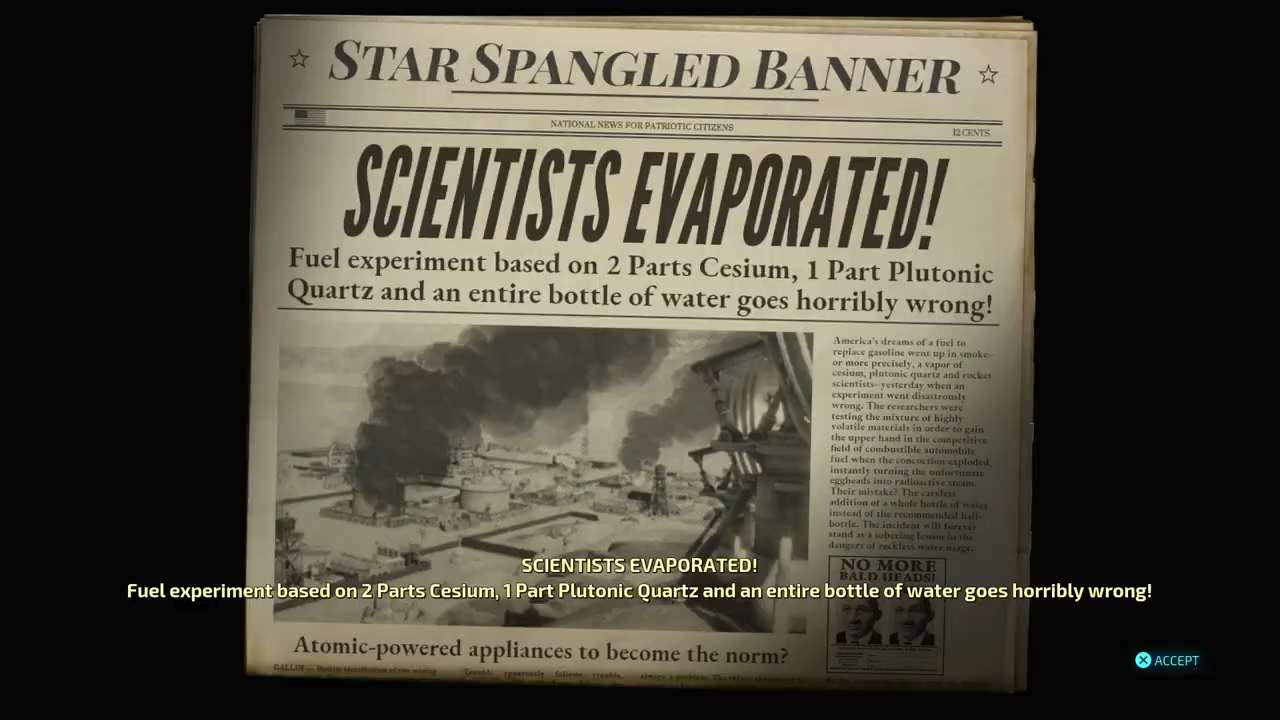 STAR SPANGLED BANNER
NATIONAL NEWS FOR PATRIOTIC CITIZENS
12 CENTS
SCIENTISTS EVAPORATED!
Fuel experiment based on 2 Parts Cesium, 1 Part Plutonic
Quartz and an entire bottle of water goes horribly wrong!
America's dreams of a fuel to
replace gasoline went up in smoke–
or more precisely, a vapor of
cesium, plutonic quartz and rocket
scientists–yesterday when an
experiment went disastrously
wrong. The researchers were
testing the mixture of highly
volatile materials in order to gain
the upper hand in the competitive
field of combustible automobile
fuel when the concoction exploded,
instantly turning the unfortunate
eggheads into radioactive steam.
Their mistake? The careless
addition of a whole bottle of water
instead of the recommended half-
bottle. The incident will forever
stand as a sobering lesson in the
dangers of reckless water usage.
NO MORE
BALD HEADS!
SCIENTISTS EVAPORATED!
Fuel experiment based on 2 Parts Cesium, 1 Part Plutonic Quartz and an entire bottle of water goes horribly wrong!
Atomic-powered appliances to become the norm?
ACCEPT